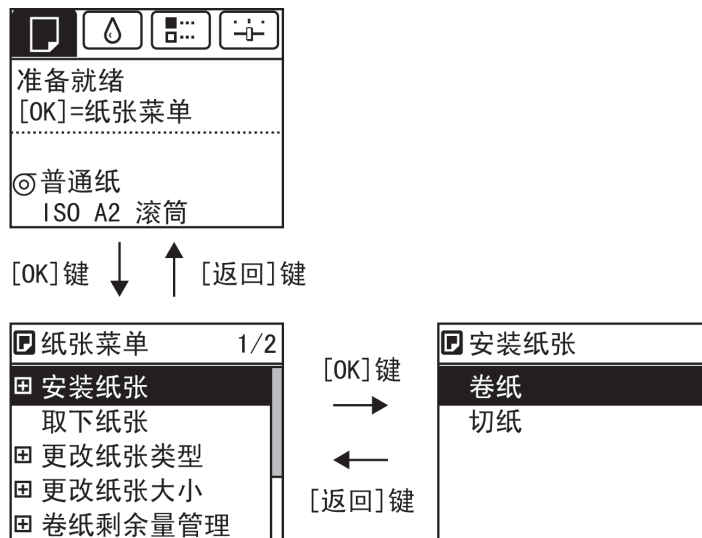 准备就绪
[OK]=纸张菜单
普通纸
ISO A2 滚筒
[OK]键
[返回]键
纸张菜单 1/2
安装纸张
取下纸张
更改纸张类型
更改纸张大小
卷纸剩余量管理
[OK]键
[返回]键
安装纸张
卷纸
切纸